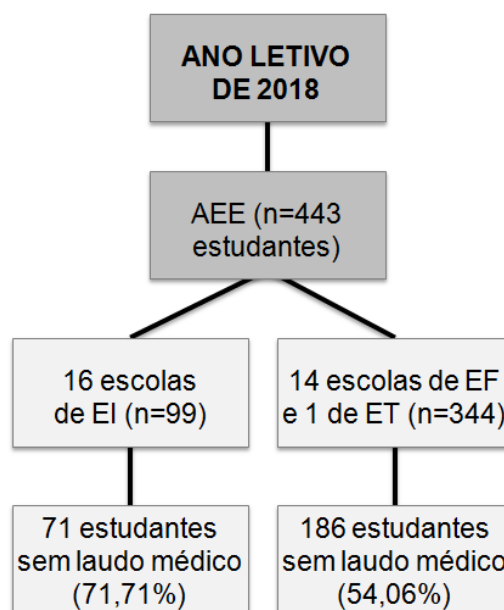 ANO LETIVO
DE 2018
AEE (n=443
estudantes)
16 escolas
de EI (n=99)
14 escolas de EF
e 1 de ET (n=344)
71 estudantes
sem laudo médico
(71,71%)
186 estudantes
sem laudo médico
(54,06%)